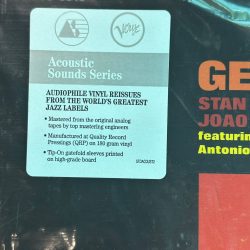 Verve
Acoustic
Sounds Series
AUDIOPHILE VINYL REISSUES
FROM THE WORLD'S GREATEST
JAZZ LABELS
• Mastered from the original analog
tapes by top mastering engineers
• Manufactured at Quality Record
Pressings (QRP) on 180 gram vinyl
• Tip-On gatefold sleeves printed
on high-grade board
GE
STAN
JOAO
featurin
Antonio